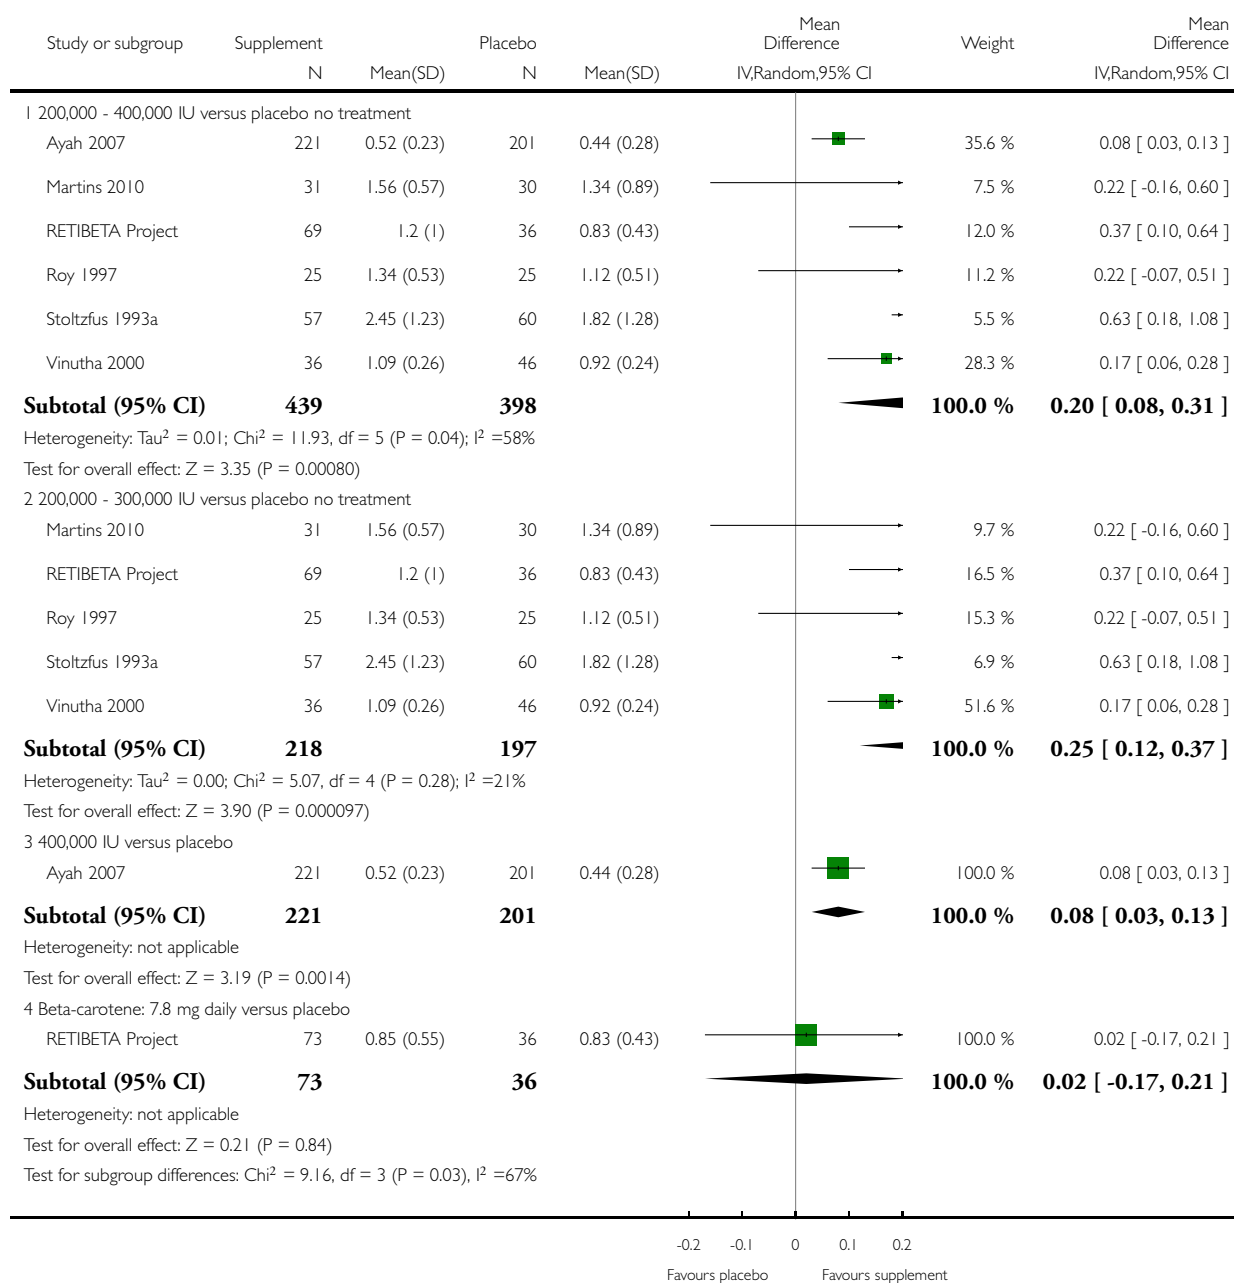 Mean Mean
Study or subgroup Supplement Placebo Difference Weight Difference
N Mean(SD) N Mean(SD) IV,Random,95% CI IV,Random,95% CI
1 200,000 - 400,000 IU versus placebo no treatment
Ayah 2007 221 0.52 (0.23) 201 0.44 (0.28) 35.6 % 0.08 [ 0.03, 0.13 ]
Martins 2010 31 1.56 (0.57) 30 1.34 (0.89) 7.5 % 0.22 [ -0.16, 0.60 ]
RETIBETA Project 69 1.2 (1) 36 0.83 (0.43) 12.0 % 0.37 [ 0.10, 0.64 ]
Roy 1997 25 1.34 (0.53) 25 1.12 (0.51) 11.2 % 0.22 [ -0.07, 0.51 ]
Stoltzfus 1993a 57 2.45 (1.23) 60 1.82 (1.28) 5.5 % 0.63 [ 0.18, 1.08 ]
Vinutha 2000 36 1.09 (0.26) 46 0.92 (0.24) 28.3 % 0.17 [ 0.06, 0.28 ]
Subtotal (95% CI) 439 398 100.0 % 0.20 [ 0.08, 0.31 ]
Heterogeneity: Tau² = 0.01; Chi² = 11.93, df = 5 (P = 0.04); I² =58%
Test for overall effect: Z = 3.35 (P = 0.00080)
2 200,000 - 300,000 IU versus placebo no treatment
Martins 2010 31 1.56 (0.57) 30 1.34 (0.89) 9.7 % 0.22 [ -0.16, 0.60 ]
RETIBETA Project 69 1.2 (1) 36 0.83 (0.43) 16.5 % 0.37 [ 0.10, 0.64 ]
Roy 1997 25 1.34 (0.53) 25 1.12 (0.51) 15.3 % 0.22 [ -0.07, 0.51 ]
Stoltzfus 1993a 57 2.45 (1.23) 60 1.82 (1.28) 6.9 % 0.63 [ 0.18, 1.08 ]
Vinutha 2000 36 1.09 (0.26) 46 0.92 (0.24) 51.6 % 0.17 [ 0.06, 0.28 ]
Subtotal (95% CI) 218 197 100.0 % 0.25 [ 0.12, 0.37 ]
Heterogeneity: Tau² = 0.00; Chi² = 5.07, df = 4 (P = 0.28); I² =21%
Test for overall effect: Z = 3.90 (P = 0.000097)
3 400,000 IU versus placebo
Ayah 2007 221 0.52 (0.23) 201 0.44 (0.28) 100.0 % 0.08 [ 0.03, 0.13 ]
Subtotal (95% CI) 221 201 100.0 % 0.08 [ 0.03, 0.13 ]
Heterogeneity: not applicable
Test for overall effect: Z = 3.19 (P = 0.0014)
4 Beta-carotene: 7.8 mg daily versus placebo
RETIBETA Project 73 0.85 (0.55) 36 0.83 (0.43) 100.0 % 0.02 [ -0.17, 0.21 ]
Subtotal (95% CI) 73 36 100.0 % 0.02 [ -0.17, 0.21 ]
Heterogeneity: not applicable
Test for overall effect: Z = 0.21 (P = 0.84)
Test for subgroup differences: Chi² = 9.16, df = 3 (P = 0.03), I² =67%
-0.2 -0.1 0 0.1 0.2
Favours placebo Favours supplement